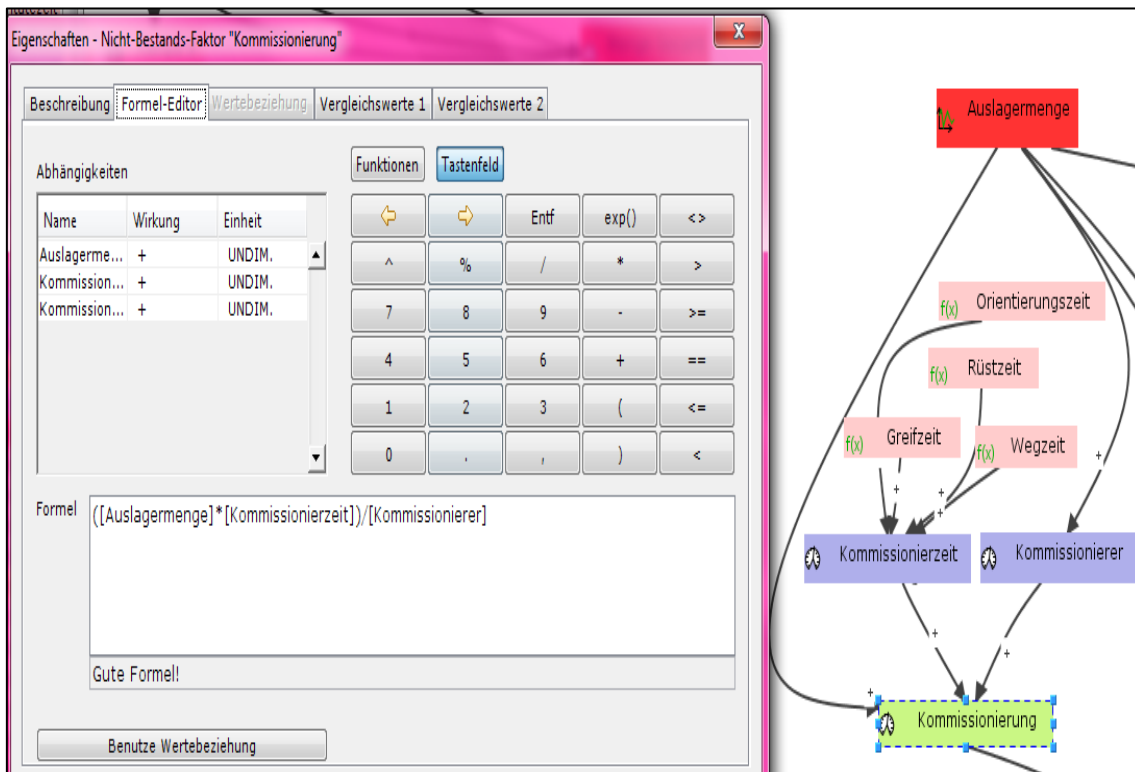 Eigenschaften - Nicht-Bestands-Faktor "Kommissionierung"
X
Beschreibung Formel-Editor Wertebeziehung Vergleichswerte 1 Vergleichswerte 2
Abhängigkeiten
Funktionen Tastenfeld
Name Wirkung Einheit
Auslagerme... + UNDIM.
Kommission... + UNDIM.
Kommission... + UNDIM.
Entf exp() <>
^ % / * >
7 8 9 - >=
4 5 6 + ==
1 2 3 ( <=
0 . , ) <
Formel
([Auslagermenge]*[Kommissionierzeit])/[Kommissionierer]
Gute Formel!
Benutze Wertebeziehung
Auslagermenge
f(x) Orientierungszeit
f(x) Rüstzeit
f(x) Greifzeit
f(x) Wegzeit
+
+
+
+
Kommissionierzeit
Kommissionierer
+
+
+
Kommissionierung